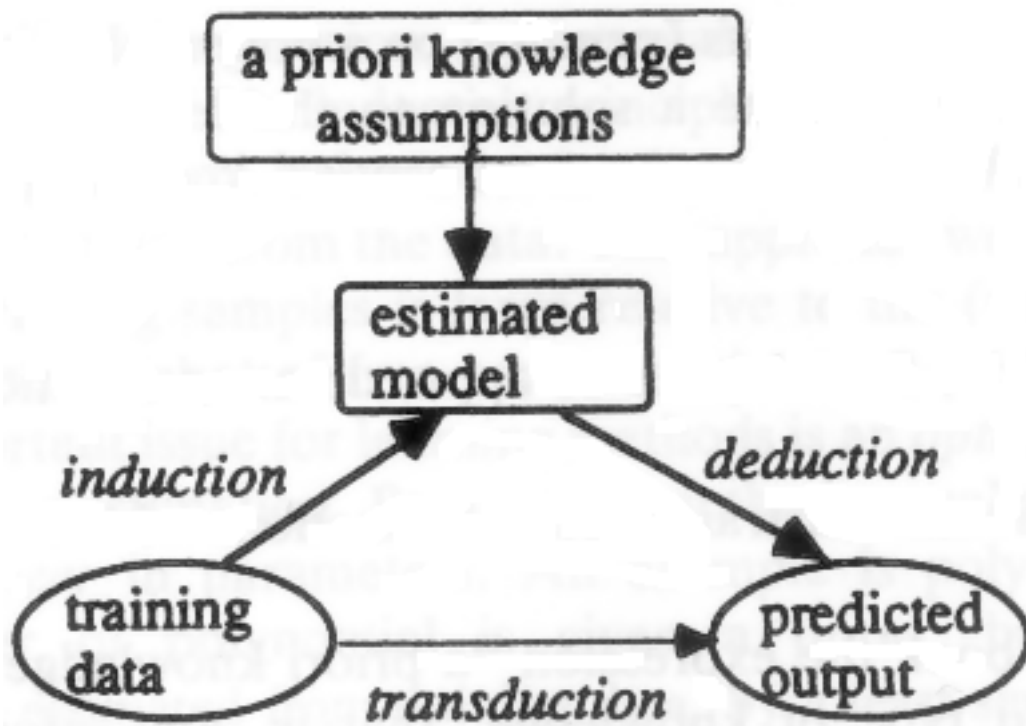 a priori knowledge
assumptions
estimated
model
induction
deduction
training
data
predicted
output
transduction